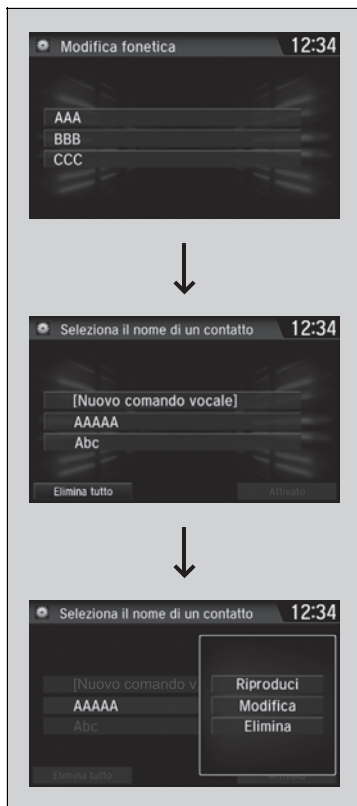 Modifica fonetica 12:34
AAA
BBB
CCC
Seleziona il nome di un contatto 12:34
[Nuovo comando vocale]
AAAAA
Abc
Elimina tutto Attivato
Seleziona il nome di un contatto 12:34
[Nuovo comando v
AAAAA
Abc
Riproduci
Modifica
Elimina
Elimina tutto